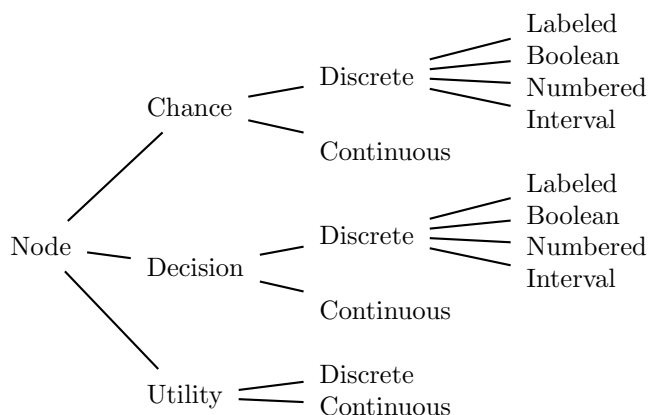 Labeled
Boolean
Discrete
Numbered
Chance
Interval
Continuous
Labeled
Boolean
Discrete
Node
Numbered
Decision
Interval
Continuous
Discrete
Utility
Continuous